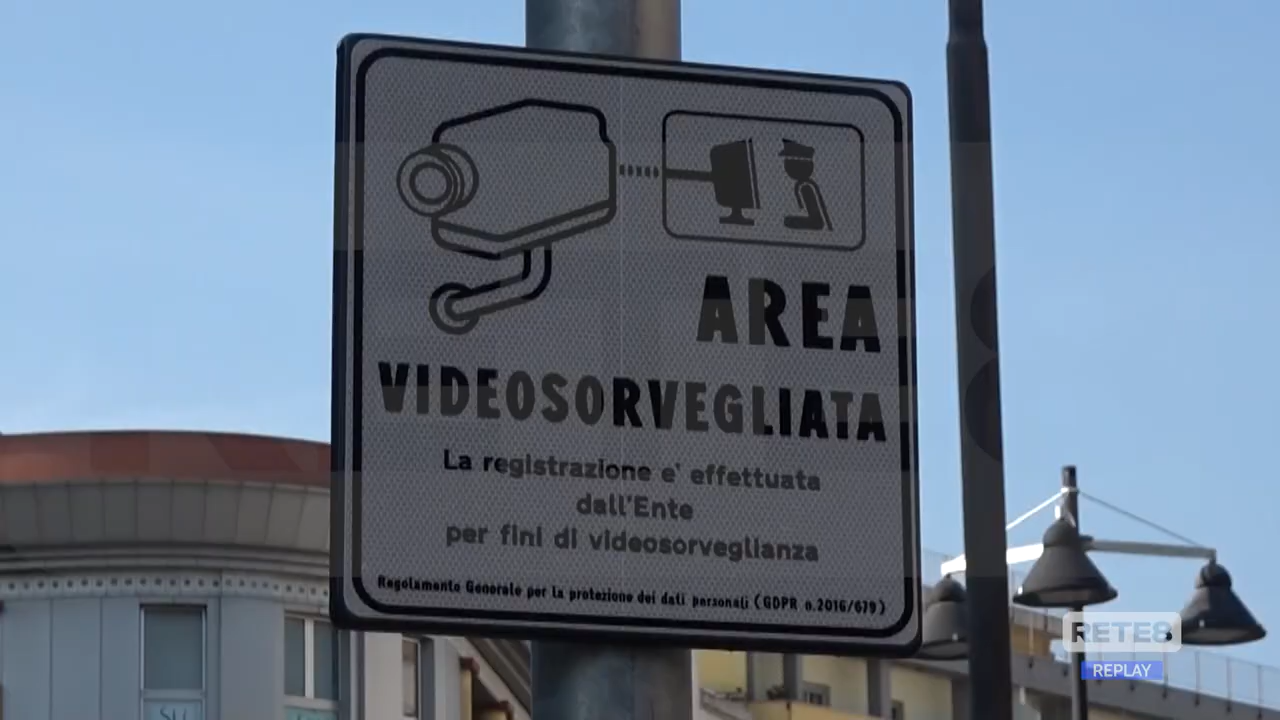 AREA
VIDEOSORVEGLIATA
La registrazione e' effettuata
dall'Ente
per fini di videosorveglianza
Regolamento Generale per la protezione dei dati personali (GDPR n.2016/679)
RETE8
REPLAY
SU